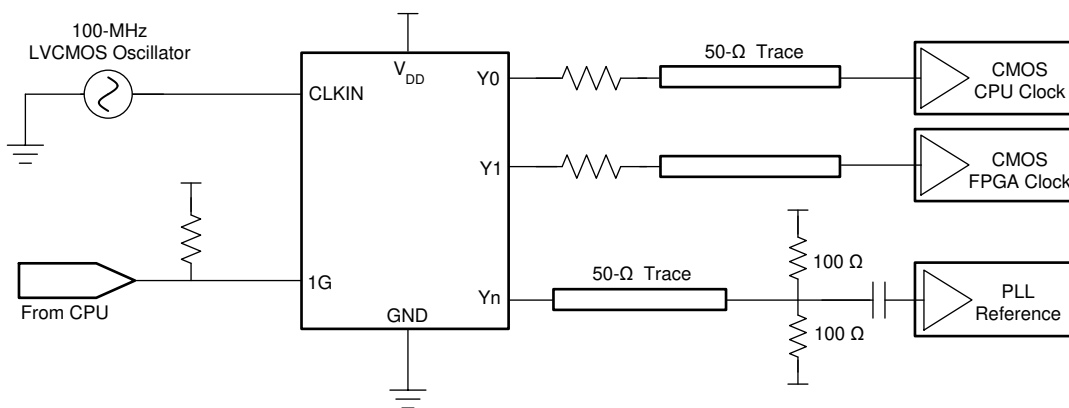 100-MHz
LVCMOS Oscillator
VDD
CLKIN
Y0
50-Ω Trace
CMOS
CPU Clock
Y1
CMOS
FPGA Clock
From CPU
1G
GND
Yn
50-Ω Trace
100 Ω
100 Ω
PLL
Reference